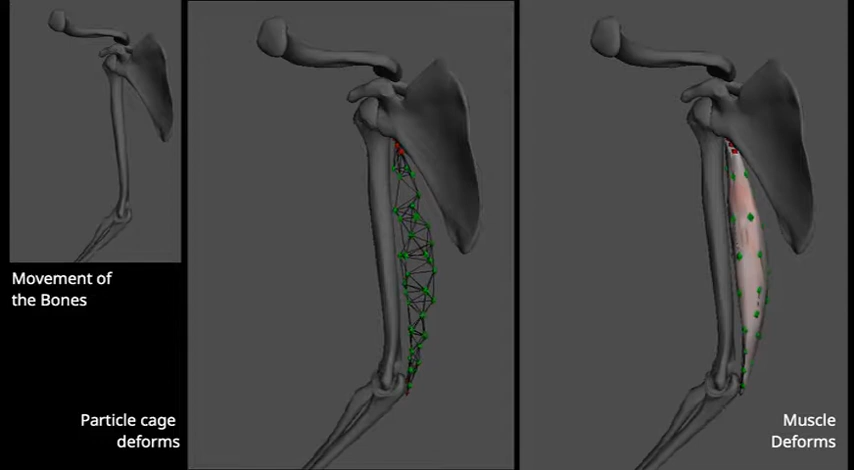 Movement of
the Bones
Particle cage
deforms
Muscle
Deforms